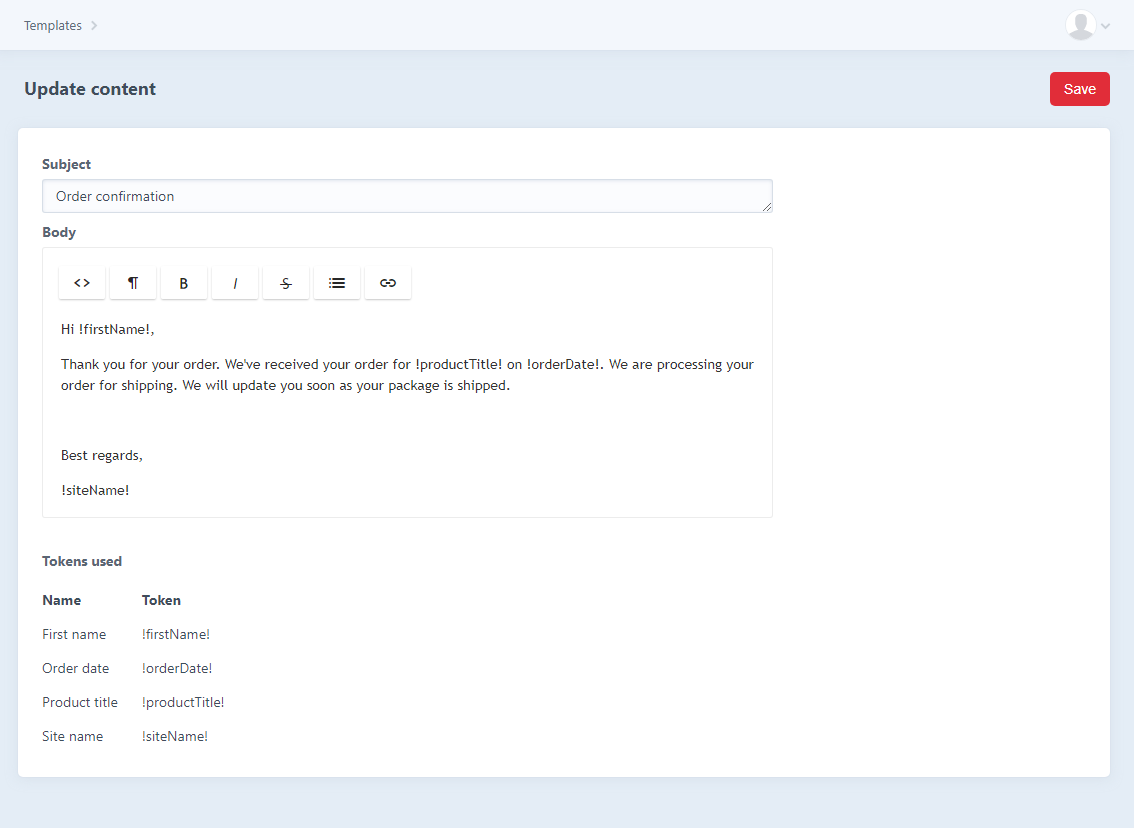 Templates
Update content
Save
Subject
Order confirmation
Body
<> ¶ B I S
Hi !firstName!,
Thank you for your order. We've received your order for !productTitle! on !orderDate!. We are processing your
order for shipping. We will update you soon as your package is shipped.
Best regards,
!siteName!
Tokens used
Name Token
First name !firstName!
Order date !orderDate!
Product title !productTitle!
Site name !siteName!